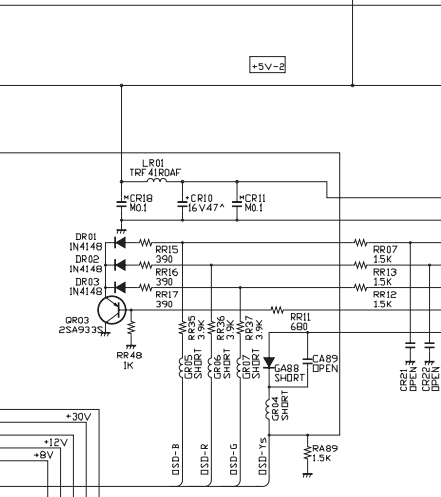 +5V-2
LR01
TRF41RDAF
*CR18
M0.1
+CR10
16V47^
*CR11
M0.1
DR01
1N4148
DR02
1N4148
DR03
1N4148
RR15
390
RR16
390
RR17
390
RR07
1.5K
RR13
1.5K
RR12
1.5K
QR03
2SA933S
RR48
1K
RR35
3.9K
RR36
3.9K
RR37
3.9K
RR11
680
GR05
SHORT
GR06
SHORT
GR07
SHORT
GA88
SHORT
CA89
OPEN
GR04
SHORT
CR21
OPEN
CR22
OPEN
RA89
1.5K
+30V
+12V
+8V
OSD-B
OSD-R
OSD-G
OSD-Ys